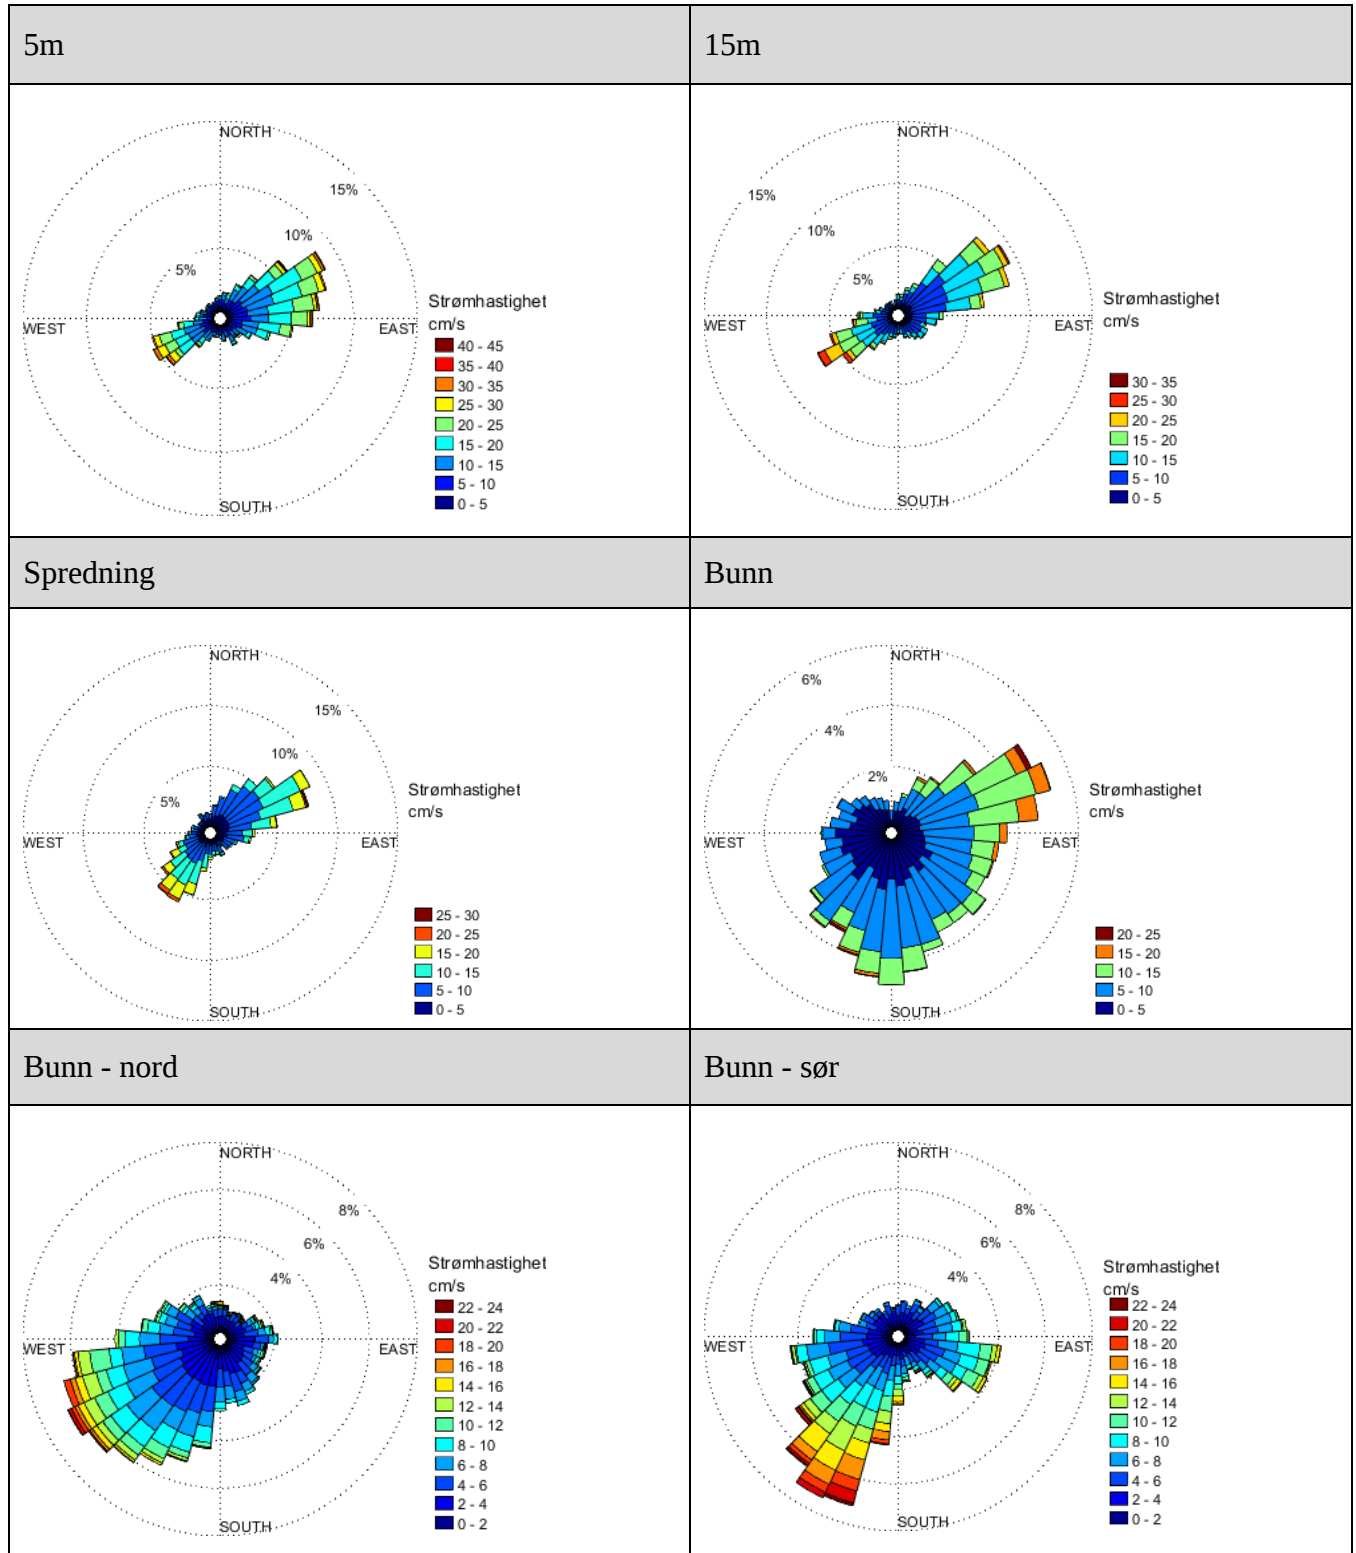 5m
15m
NORTH
15%
10%
5%
WEST
EAST
SOUTH
Strømhastighet
cm/s
40 - 45
35 - 40
30 - 35
25 - 30
20 - 25
15 - 20
10 - 15
5 - 10
0 - 5
NORTH
15%
10%
5%
WEST
EAST
SOUTH
Strømhastighet
cm/s
30 - 35
25 - 30
20 - 25
15 - 20
10 - 15
5 - 10
0 - 5
Spredning
Bunn
NORTH
15%
10%
5%
WEST
EAST
SOUTH
Strømhastighet
cm/s
25 - 30
20 - 25
15 - 20
10 - 15
5 - 10
0 - 5
NORTH
6%
4%
2%
WEST
EAST
SOUTH
Strømhastighet
cm/s
20 - 25
15 - 20
10 - 15
5 - 10
0 - 5
Bunn - nord
Bunn - sør
NORTH
8%
6%
4%
WEST
EAST
SOUTH
Strømhastighet
cm/s
22 - 24
20 - 22
18 - 20
16 - 18
14 - 16
12 - 14
10 - 12
8 - 10
6 - 8
4 - 6
2 - 4
0 - 2
NORTH
8%
6%
4%
WEST
EAST
SOUTH
Strømhastighet
cm/s
22 - 24
20 - 22
18 - 20
16 - 18
14 - 16
12 - 14
10 - 12
8 - 10
6 - 8
4 - 6
2 - 4
0 - 2